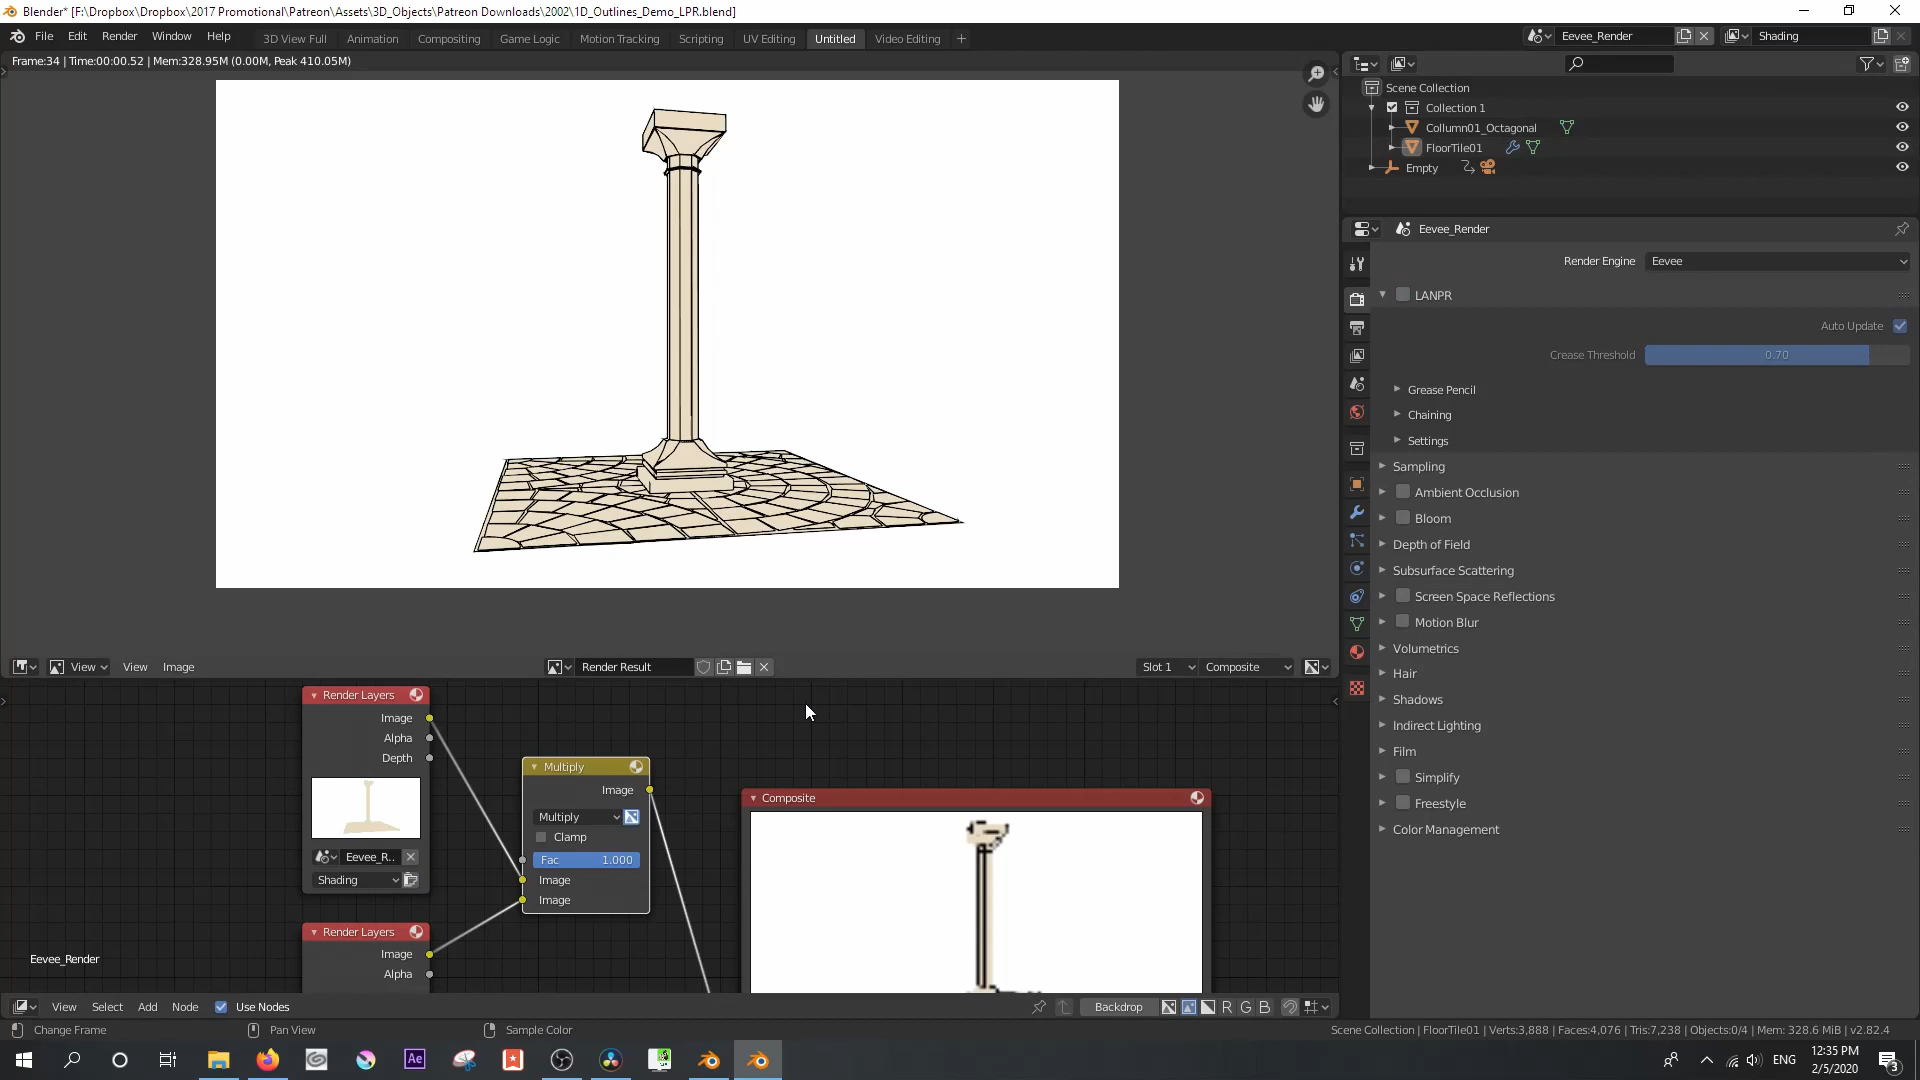 Blender* [F:\Dropbox\Dropbox\2017 Promotional\Patreon\Assets\3D_Objects\Patreon Downloads\2002\1D_Outlines_Demo_LPR.blend]
File Edit Render Window Help
3D View Full Animation Compositing Game Logic Motion Tracking Scripting UV Editing Untitled Video Editing +
Eevee_Render
Shading
Frame:34 | Time:00:00.52 | Mem:328.95M (0.00M, Peak 410.05M)
Scene Collection
Collection 1
Collumn01_Octagonal
FloorTile01
Empty
Eevee_Render
Render Engine Eevee
LANPR
Auto Update
Crease Threshold 0.70
Grease Pencil
Chaining
Settings
Sampling
Ambient Occlusion
Bloom
Depth of Field
Subsurface Scattering
Screen Space Reflections
Motion Blur
Volumetrics
Hair
Shadows
Indirect Lighting
Film
Simplify
Freestyle
Color Management
View View Image
Render Result
Slot 1 Composite
Render Layers
Image
Alpha
Depth
Eevee_R..
Shading
Multiply
Image
Multiply
Clamp
Fac 1.000
Image
Image
Composite
Render Layers
Image
Alpha
Eevee_Render
View Select Add Node Use Nodes
Backdrop R G B
Change Frame Pan View Sample Color
Scene Collection | FloorTile01 | Verts:3,888 | Faces:4,076 | Tris:7,238 | Objects:0/4 | Mem: 328.6 MiB | v2.82.4
Ae
ENG
12:35 PM
2/5/2020
3